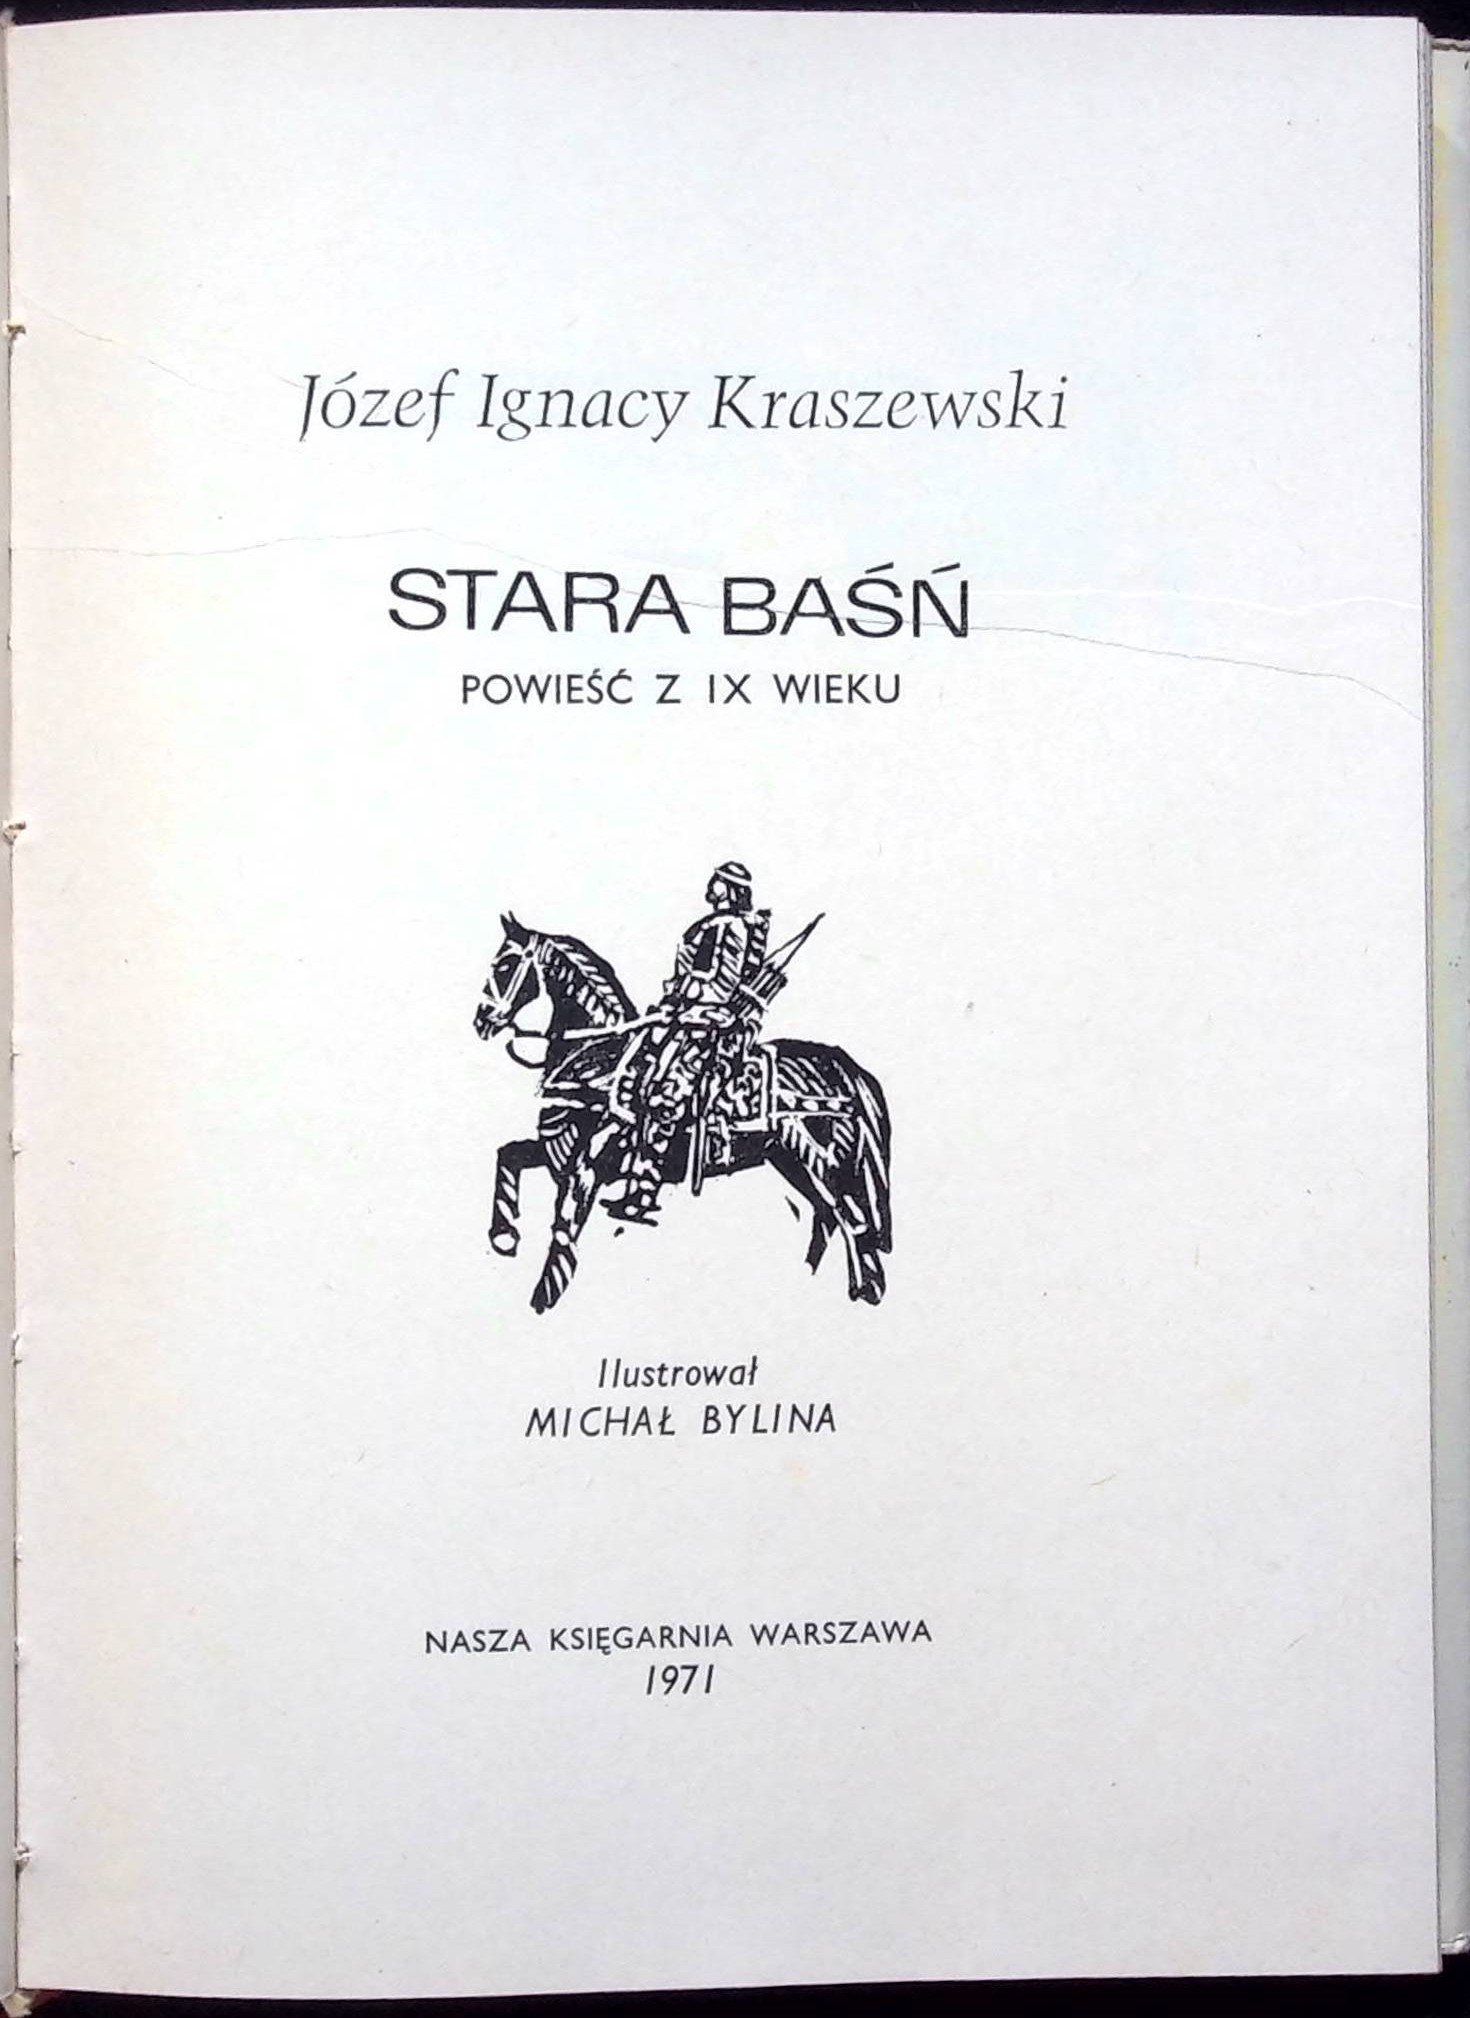 Józef Ignacy Kraszewski
STARA BAŚŃ
POWIEŚĆ Z IX WIEKU
Ilustrował
MICHAŁ BYLINA
NASZA KSIĘGARNIA WARSZAWA
1971